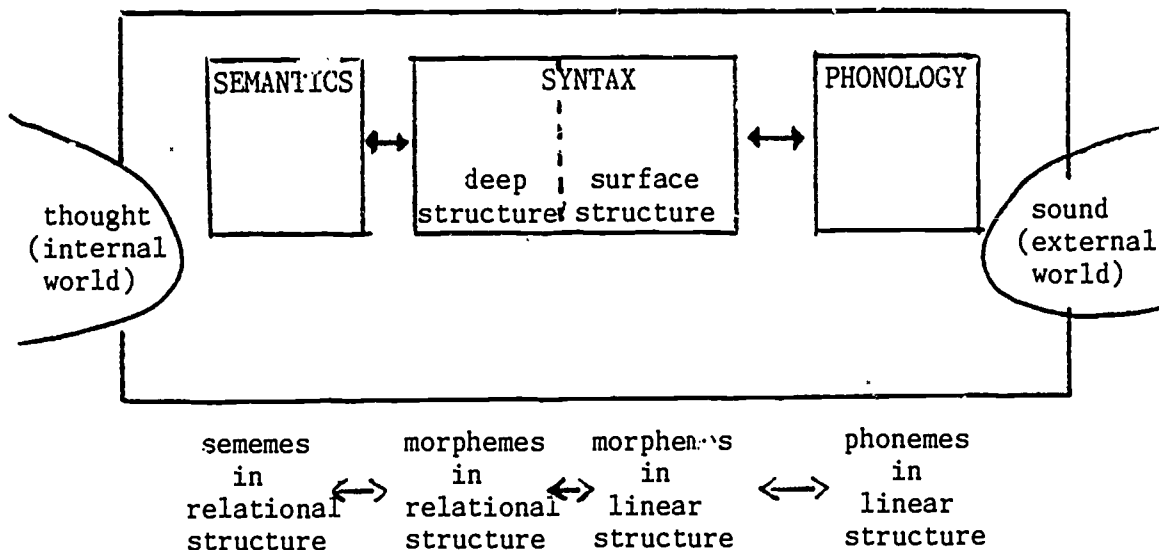 SEMANTICS
SYNTAX
PHONOLOGY
deep
structure
surface
structure
thought
(internal
world)
sound
(external
world)
sememes
in
relational
structure
morphemes
in
relational
structure
morphemes
in
linear
structure
phonemes
in
linear
structure